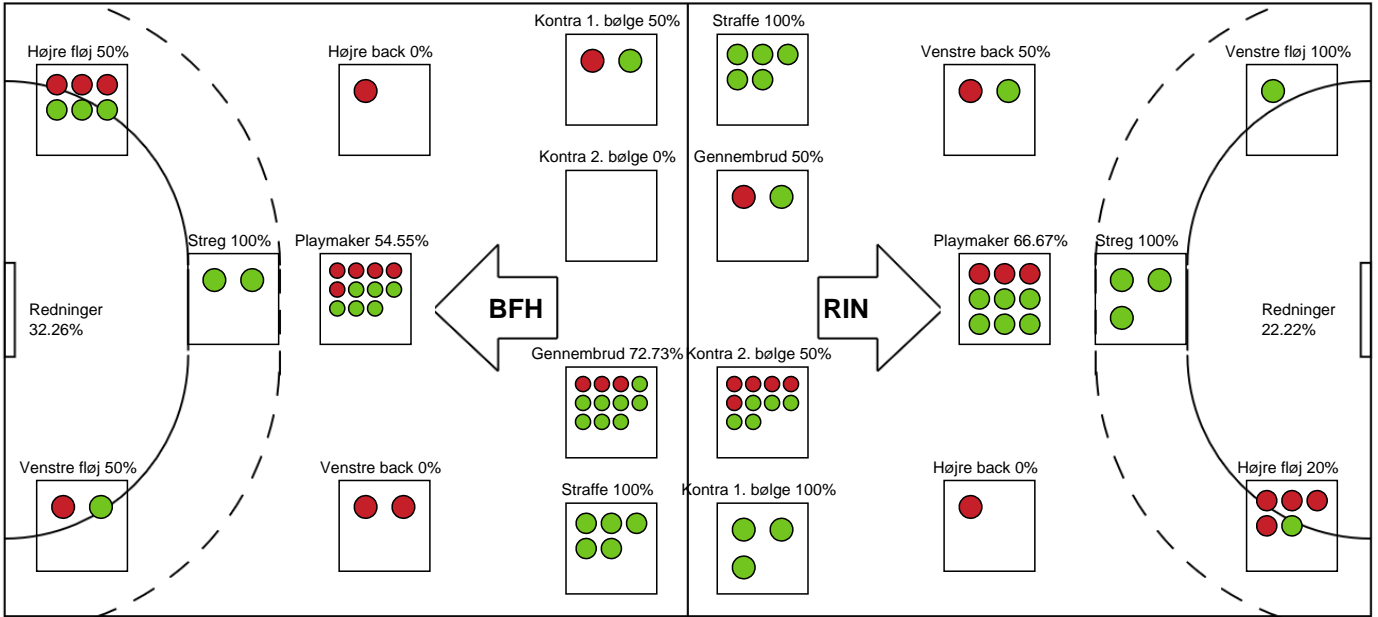 Kontra 1. bølge 50%
Straffe 100%
Højre fløj 50%
Højre back 0%
Venstre back 50%
Venstre fløj 100%
Kontra 2. bølge 0%
Gennembrud 50%
Streg 100%
Playmaker 54.55%
Playmaker 66.67%
Streg 100%
Redninger
32.26%
BFH
RIN
Redninger
22.22%
Gennembrud 72.73%
Kontra 2. bølge 50%
Venstre fløj 50%
Venstre back 0%
Straffe 100%
Kontra 1. bølge 100%
Højre back 0%
Højre fløj 20%